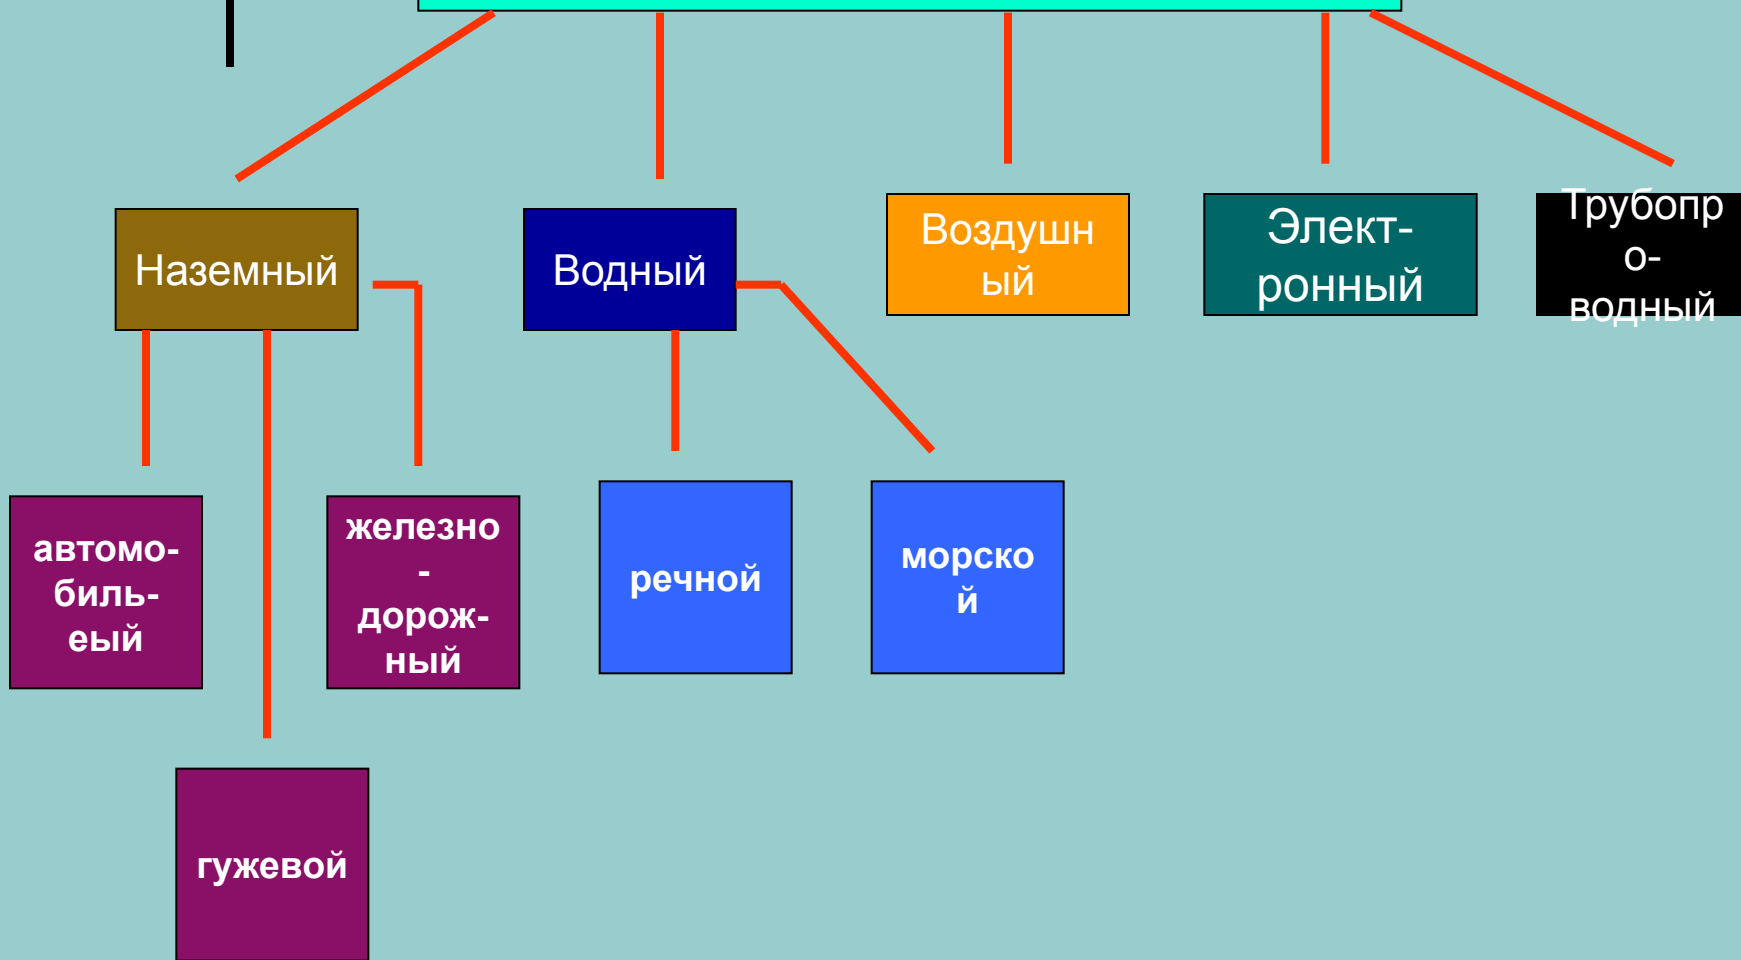 Наземный
Водный
Воздушн
ый
Элект-
ронный
Трубопр
о-
водный
автомо-
биль-
еый
железно
-
дорож-
ный
речной
морско
й
гужевой